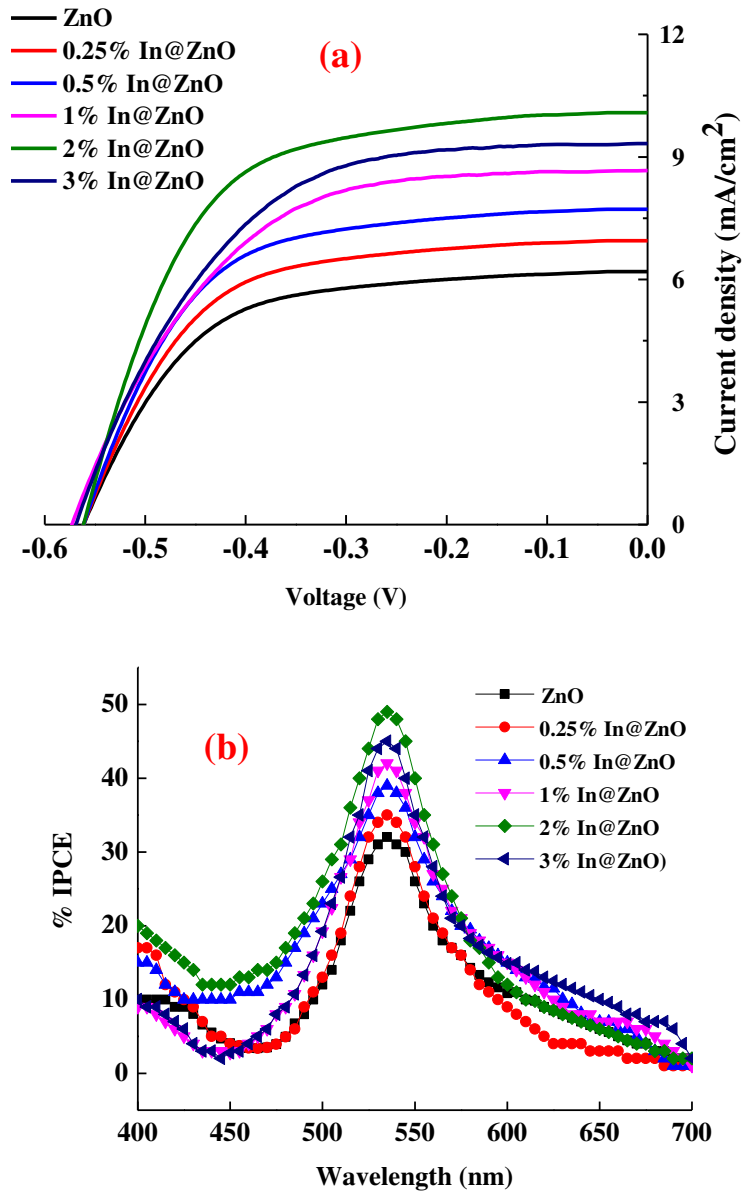 ZnO
0.25% In@ZnO
0.5% In@ZnO
1% In@ZnO
2% In@ZnO
3% In@ZnO
(a)
12
9
6
3
0
Current density (mA/cm²)
-0.6 -0.5 -0.4 -0.3 -0.2 -0.1 0.0
Voltage (V)
50
40
30
20
10
0
% IPCE
(b)
ZnO
0.25% In@ZnO
0.5% In@ZnO
1% In@ZnO
2% In@ZnO
3% In@ZnO)
400 450 500 550 600 650 700
Wavelength (nm)